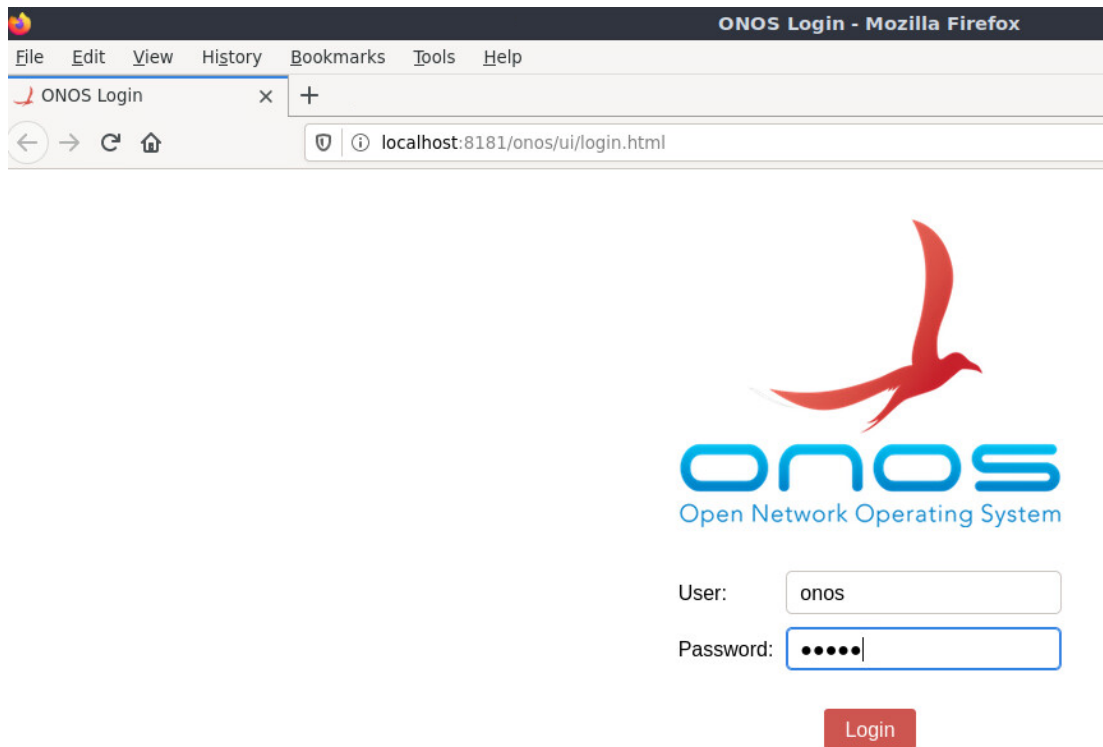 ONOS Login - Mozilla Firefox
File Edit View History Bookmarks Tools Help
ONOS Login
localhost:8181/onos/ui/login.html
onos
Open Network Operating System
User: onos
Password: •••••
Login